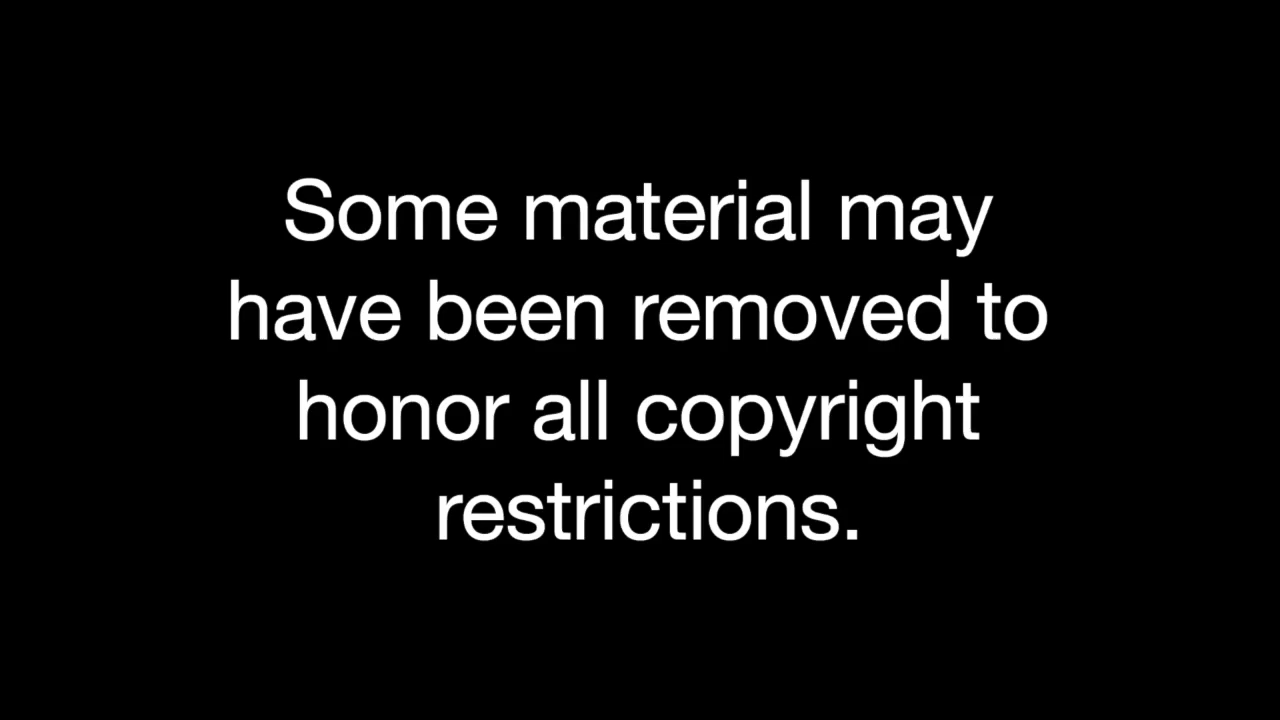 Some material may
have been removed to
honor all copyright
restrictions.